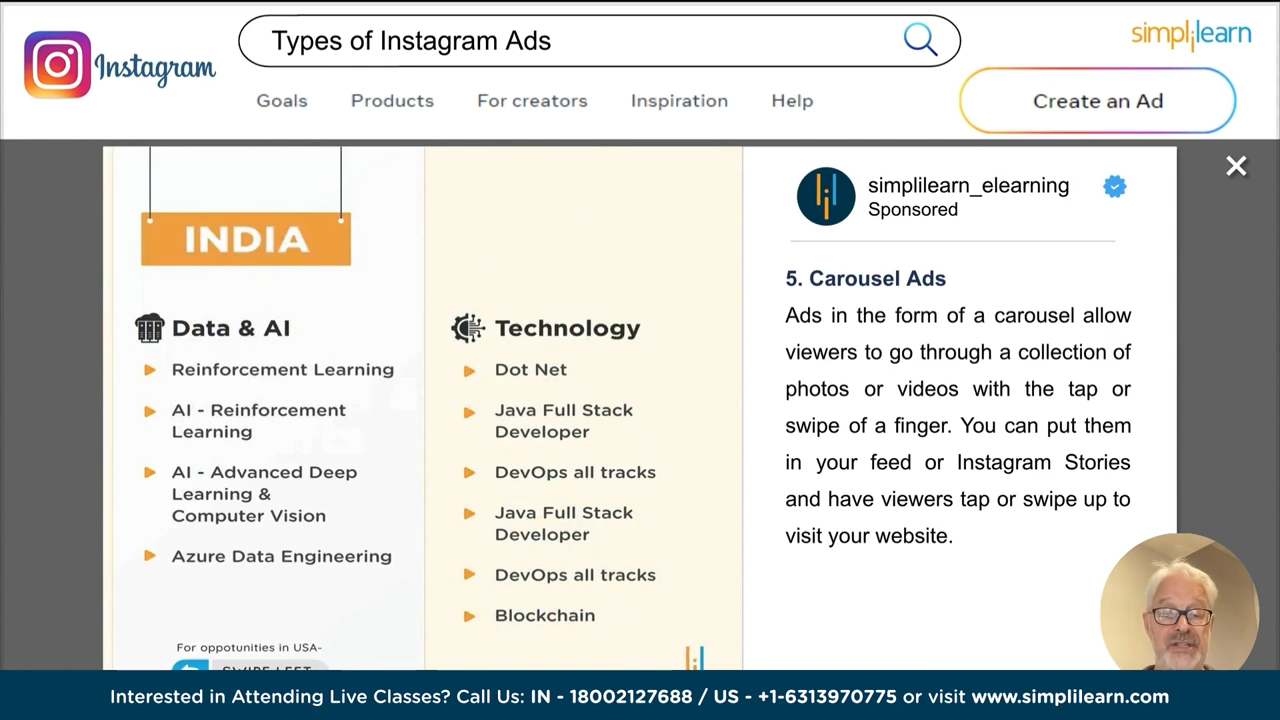 Instagram
Types of Instagram Ads
simplilearn
Goals
Products
For creators
Inspiration
Help
Create an Ad
INDIA
Data & AI
Reinforcement Learning
AI - Reinforcement
Learning
AI - Advanced Deep
Learning &
Computer Vision
Azure Data Engineering
For oppotunities in USA-
SWIPE LEFT
Technology
Dot Net
Java Full Stack
Developer
DevOps all tracks
Java Full Stack
Developer
DevOps all tracks
Blockchain
simplilearn_elearning
Sponsored
5. Carousel Ads
Ads in the form of a carousel allow
viewers to go through a collection of
photos or videos with the tap or
swipe of a finger. You can put them
in your feed or Instagram Stories
and have viewers tap or swipe up to
visit your website.
Interested in Attending Live Classes? Call Us: IN - 18002127688 / US - +1-6313970775 or visit www.simplilearn.com